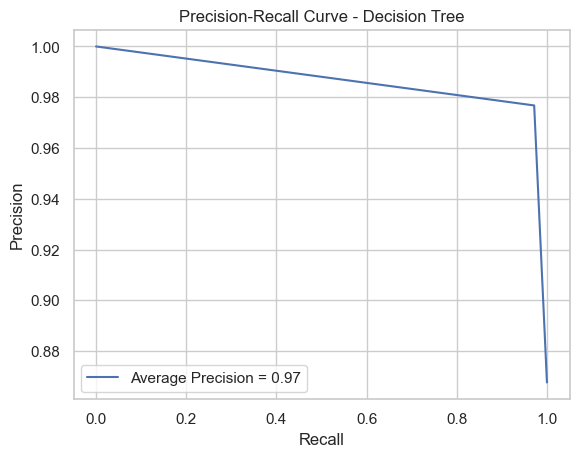 Precision-Recall Curve - Decision Tree
1.00
0.98
0.96
0.94
0.92
0.90
0.88
Precision
Average Precision = 0.97
0.0 0.2 0.4 0.6 0.8 1.0
Recall